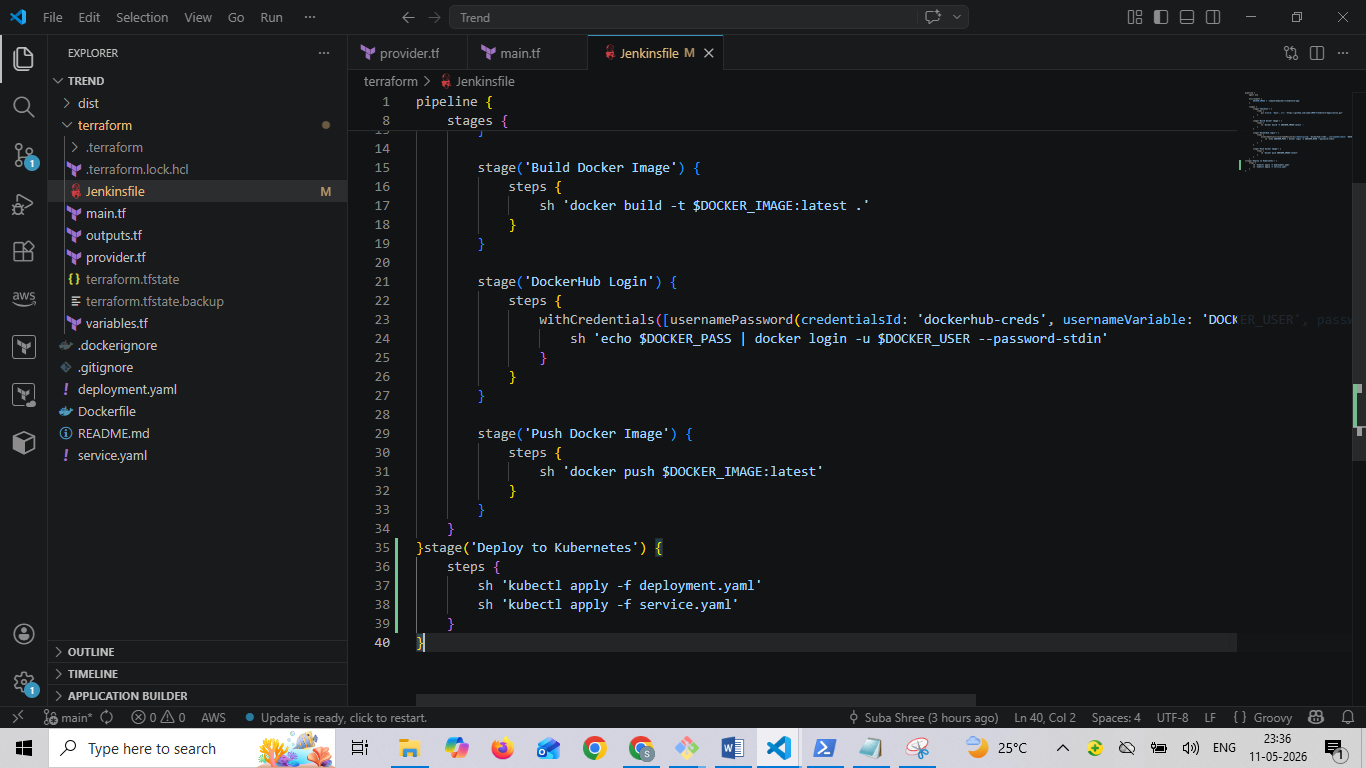 File Edit Selection View Go Run ··· Trend
EXPLORER ···
TREND
dist
terraform
.terraform
.terraform.lock.hcl
Jenkinsfile M
main.tf
outputs.tf
provider.tf
terraform.tfstate
terraform.tfstate.backup
variables.tf
.dockerignore
.gitignore
deployment.yaml
Dockerfile
README.md
service.yaml
OUTLINE
TIMELINE
APPLICATION BUILDER
aws
1
1
provider.tf main.tf Jenkinsfile M
terraform > Jenkinsfile
1 pipeline {
8 stages {
}
14
15 stage('Build Docker Image') {
16 steps {
17 sh 'docker build -t $DOCKER_IMAGE:latest .'
18 }
19 }
20
21 stage('DockerHub Login') {
22 steps {
23 withCredentials([usernamePassword(credentialsId: 'dockerhub-creds', usernameVariable: 'DOCKER_USER', passw
24 sh 'echo $DOCKER_PASS | docker login -u $DOCKER_USER --password-stdin'
25 }
26 }
27 }
28
29 stage('Push Docker Image') {
30 steps {
31 sh 'docker push $DOCKER_IMAGE:latest'
32 }
33 }
34 }
35 }stage('Deploy to Kubernetes') {
36 steps {
37 sh 'kubectl apply -f deployment.yaml'
38 sh 'kubectl apply -f service.yaml'
39 }
40 }
main* 0 0 AWS Update is ready, click to restart. Suba Shree (3 hours ago) Ln 40, Col 2 Spaces: 4 UTF-8 LF { } Groovy
Type here to search 25°C ENG 23:36
11-05-2026 1